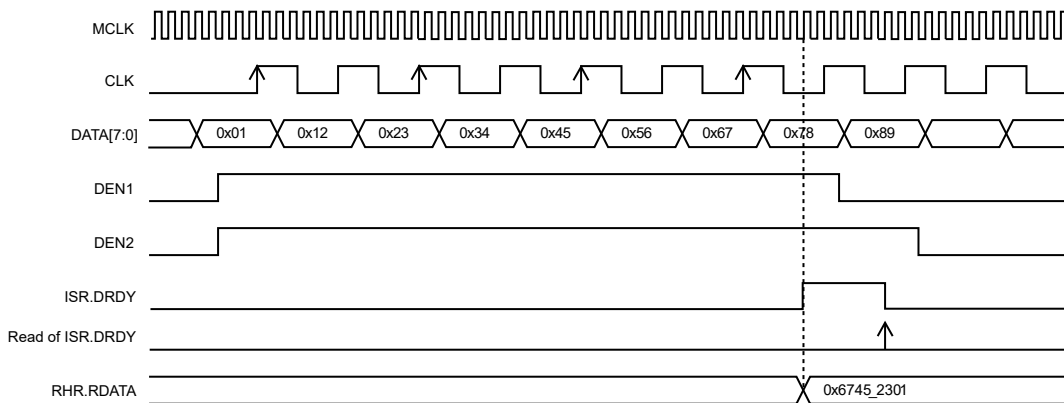 MCLK
CLK
DATA[7:0] 0x01 0x12 0x23 0x34 0x45 0x56 0x67 0x78 0x89
DEN1
DEN2
ISR.DRDY
Read of ISR.DRDY
RHR.RDATA 0x6745_2301